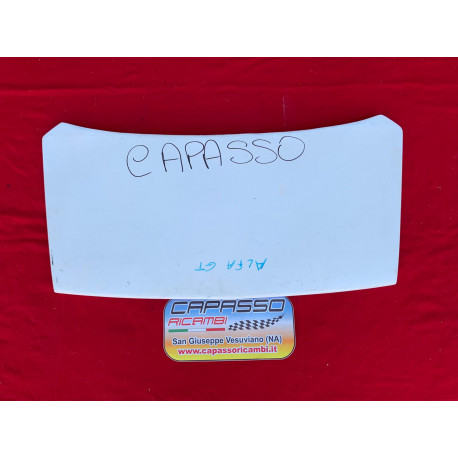 CAPASSO
ALFA GT
CAPASSO
RICAMBI
San Giuseppe Vesuviano (NA)
www.capassoricambi.it